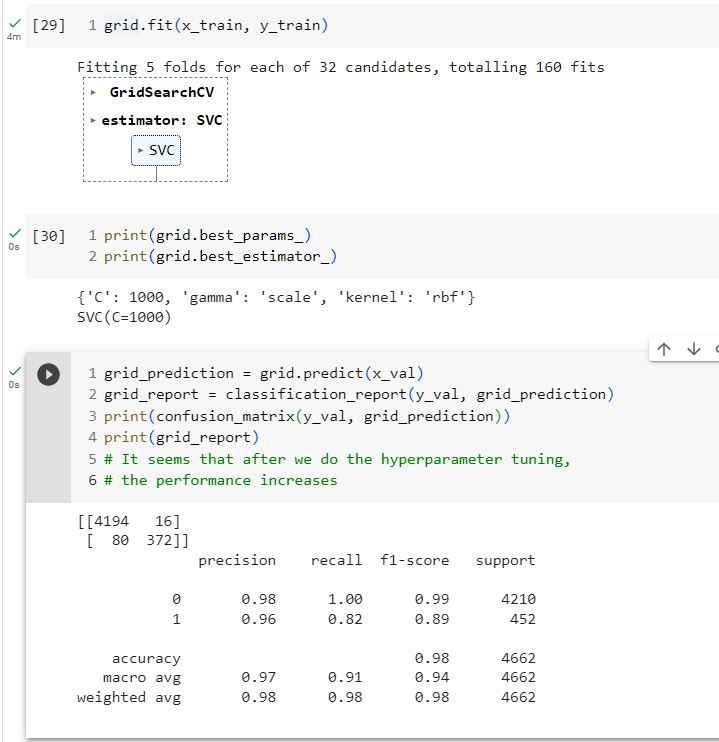 [29] 1 grid.fit(x_train, y_train)
4m
Fitting 5 folds for each of 32 candidates, totalling 160 fits
GridSearchCV
estimator: SVC
SVC
[30] 1 print(grid.best_params_)
0s 2 print(grid.best_estimator_)
{'C': 1000, 'gamma': 'scale', 'kernel': 'rbf'}
SVC(C=1000)
1 grid_prediction = grid.predict(x_val)
0s 2 grid_report = classification_report(y_val, grid_prediction)
3 print(confusion_matrix(y_val, grid_prediction))
4 print(grid_report)
5 # It seems that after we do the hyperparameter tuning,
6 # the performance increases
[[4194   16]
 [  80  372]]
precision    recall  f1-score   support
0       0.98      1.00      0.99      4210
1       0.96      0.82      0.89       452
accuracy                           0.98      4662
macro avg       0.97      0.91      0.94      4662
weighted avg       0.98      0.98      0.98      4662